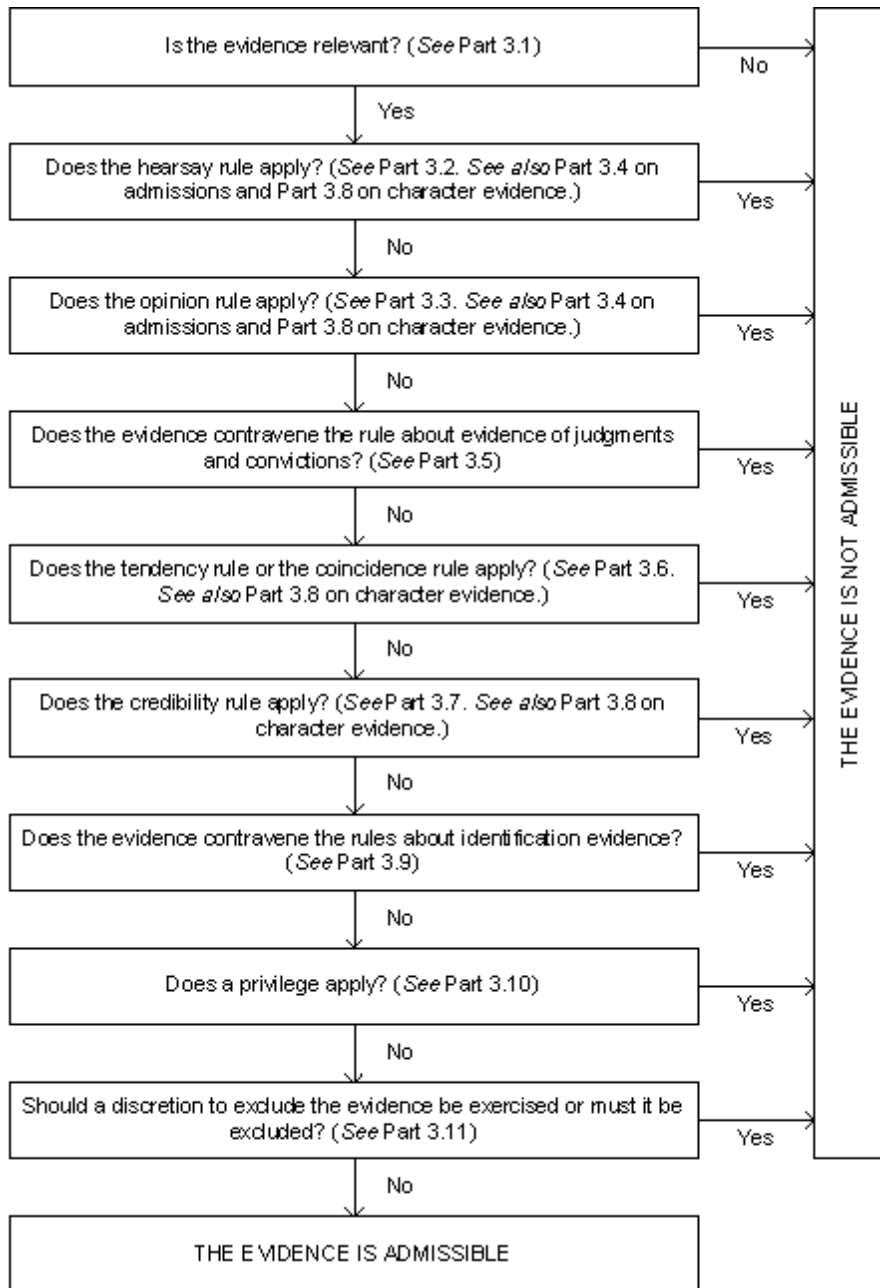 Is the evidence relevant? (See Part 3.1)
No
Yes
Does the hearsay rule apply? (See Part 3.2. See also Part 3.4 on
admissions and Part 3.8 on character evidence.)
Yes
No
Does the opinion rule apply? (See Part 3.3. See also Part 3.4 on
admissions and Part 3.8 on character evidence.)
Yes
No
Does the evidence contravene the rule about evidence of judgments
and convictions? (See Part 3.5)
Yes
No
Does the tendency rule or the coincidence rule apply? (See Part 3.6.
See also Part 3.8 on character evidence.)
Yes
No
Does the credibility rule apply? (See Part 3.7. See also Part 3.8 on
character evidence.)
Yes
No
Does the evidence contravene the rules about identification evidence?
(See Part 3.9)
Yes
No
Does a privilege apply? (See Part 3.10)
Yes
No
Should a discretion to exclude the evidence be exercised or must it be
excluded? (See Part 3.11)
Yes
No
THE EVIDENCE IS ADMISSIBLE
THE EVIDENCE IS NOT ADMISSIBLE